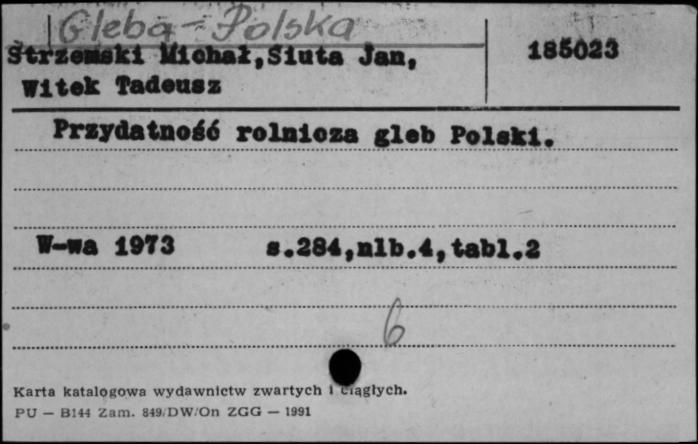 Gleba - Polska
Strzemski Michał,Siuta Jan,
Witek Tadeusz
185023
Przydatność rolnicza gleb Polski.
W-wa 1973 s.284,nlb.4,tabl.2
6
Karta katalogowa wydawnictw zwartych i ciągłych.
PU — B144 Zam. 849/DW/On ZGG — 1991